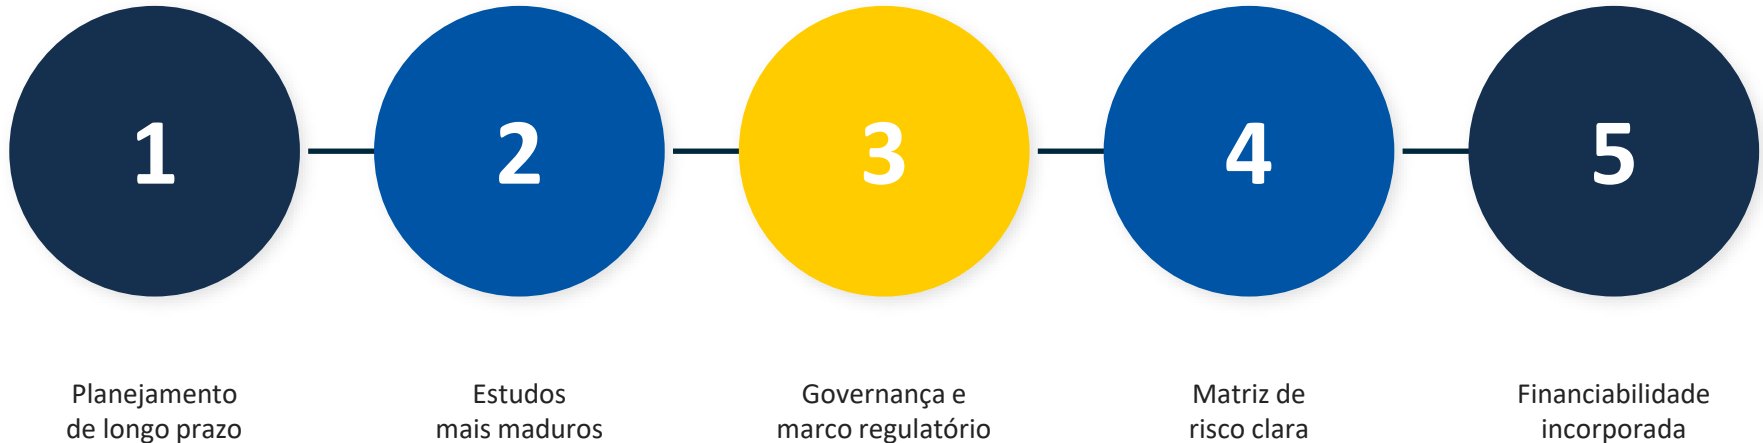 1
2
3
4
5
Planejamento
de longo prazo
Estudos
mais maduros
Governança e
marco regulatório
Matriz de
risco clara
Financiabilidade
incorporada